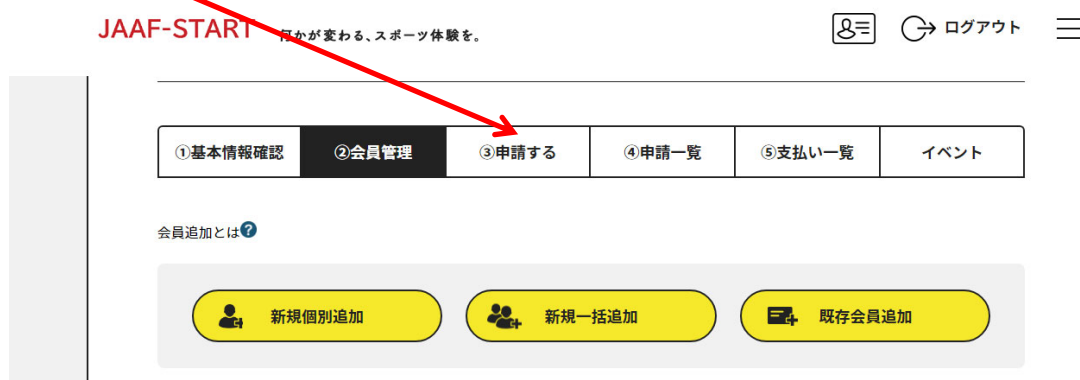 JAAF-START 何かが変わる、スポーツ体験を。 ログアウト
①基本情報確認 ②会員管理 ③申請する ④申請一覧 ⑤支払い一覧 イベント
会員追加とは?
新規個別追加 新規一括追加 既存会員追加